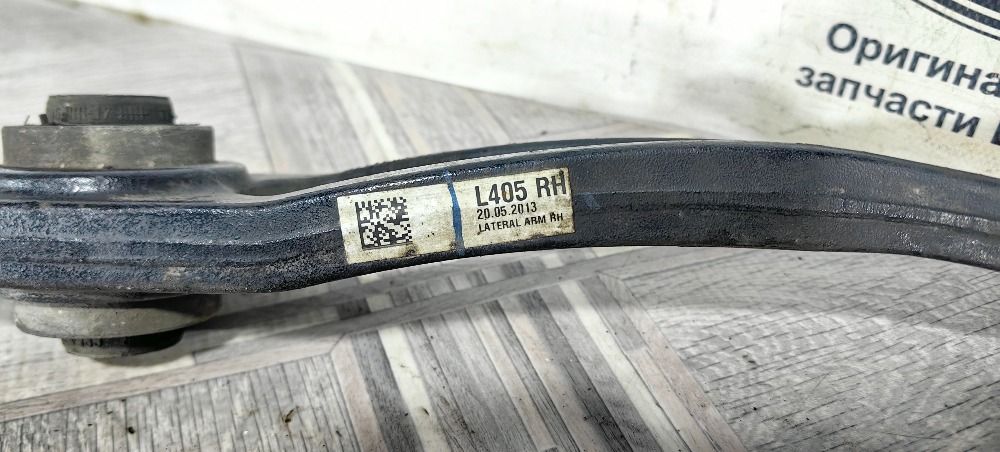 Оригина
запчасти
L405 RH
20.05.2013
LATERAL ARM RH